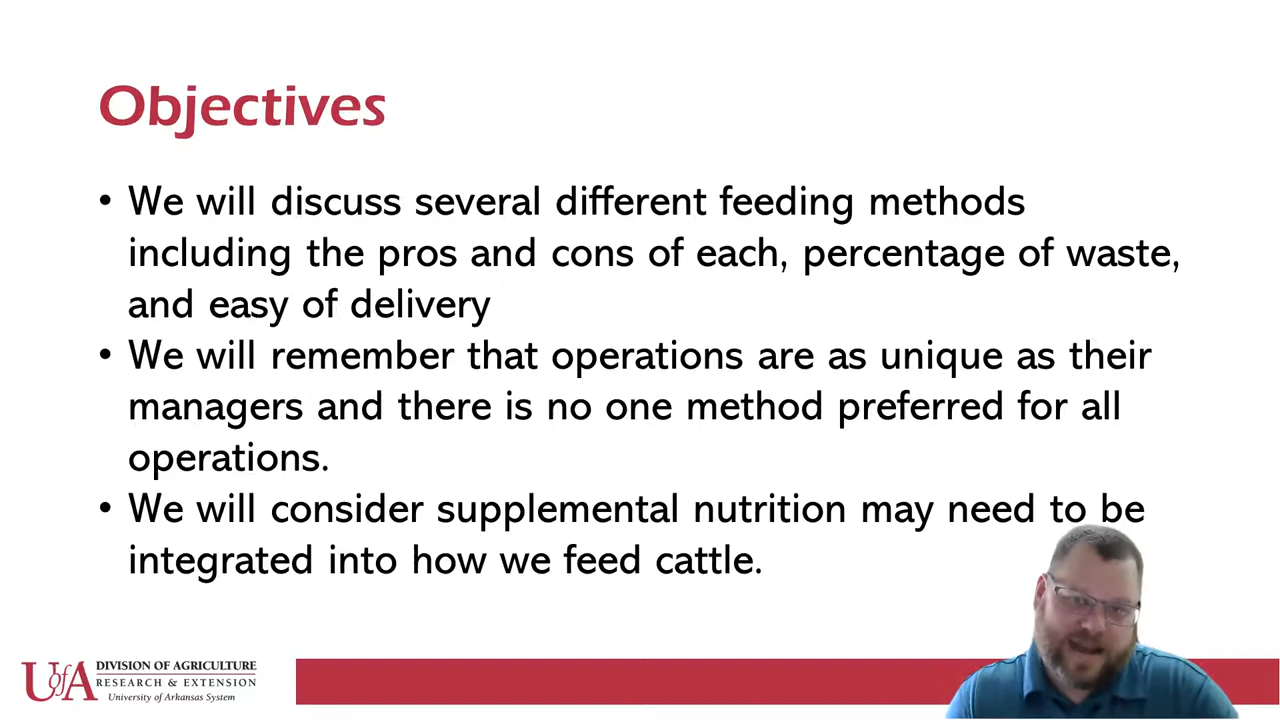 Objectives
• We will discuss several different feeding methods
including the pros and cons of each, percentage of waste,
and easy of delivery
• We will remember that operations are as unique as their
managers and there is no one method preferred for all
operations.
• We will consider supplemental nutrition may need to be
integrated into how we feed cattle.
UofA
DIVISION OF AGRICULTURE
RESEARCH & EXTENSION
University of Arkansas System